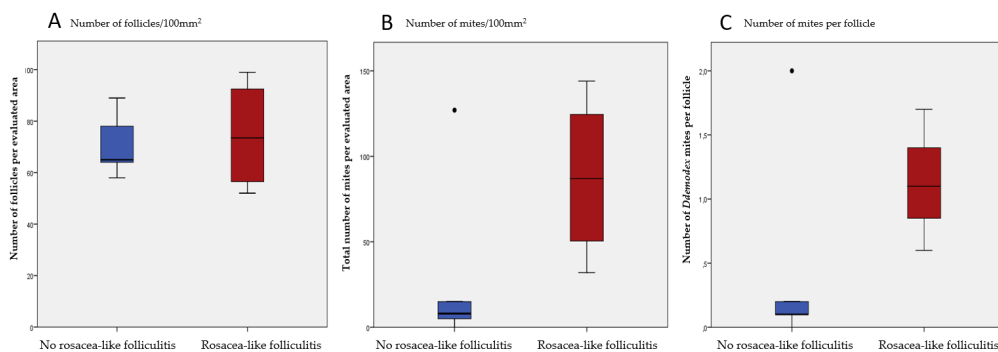 A Number of follicles/100mm²
Number of follicles per evaluated area
100
80
60
40
20
0
No rosacea-like folliculitis Rosacea-like folliculitis
B Number of mites/100mm²
Total number of mites per evaluated area
150
100
50
0
No rosacea-like folliculitis Rosacea-like folliculitis
C Number of mites per follicle
Number of Ddemodex mites per follicle
2,0
1,5
1,0
,5
,0
No rosacea-like folliculitis Rosacea-like folliculitis